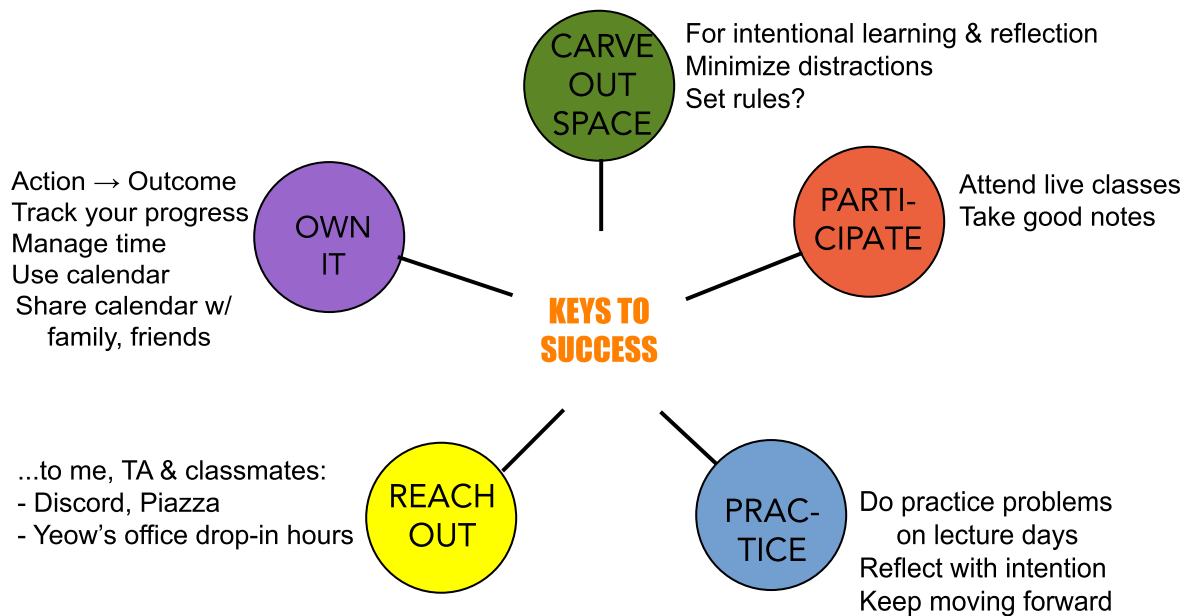 CARVE
OUT
SPACE
For intentional learning & reflection
Minimize distractions
Set rules?
PARTI-
CIPATE
Attend live classes
Take good notes
Action → Outcome
Track your progress
Manage time
Use calendar
Share calendar w/
family, friends
OWN
IT
KEYS TO
SUCCESS
...to me, TA & classmates:
- Discord, Piazza
- Yeow’s office drop-in hours
REACH
OUT
PRAC-
TICE
Do practice problems
on lecture days
Reflect with intention
Keep moving forward